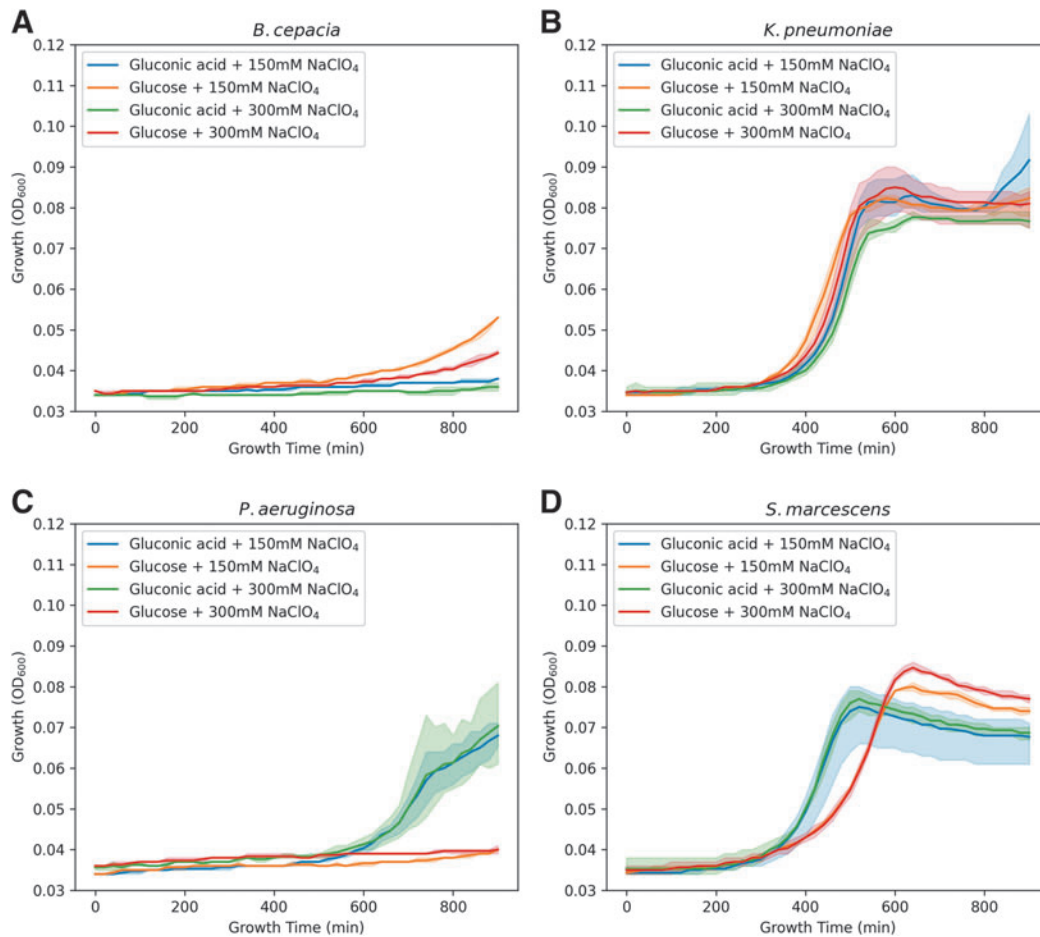 A
B. cepacia
0.12
0.11
0.10
0.09
0.08
0.07
0.06
0.05
0.04
0.03
Growth (OD₆₀₀)
Gluconic acid + 150mM NaClO₄
Glucose + 150mM NaClO₄
Gluconic acid + 300mM NaClO₄
Glucose + 300mM NaClO₄
0 200 400 600 800
Growth Time (min)
B
K. pneumoniae
0.12
0.11
0.10
0.09
0.08
0.07
0.06
0.05
0.04
0.03
Growth (OD₆₀₀)
Gluconic acid + 150mM NaClO₄
Glucose + 150mM NaClO₄
Gluconic acid + 300mM NaClO₄
Glucose + 300mM NaClO₄
0 200 400 600 800
Growth Time (min)
C
P. aeruginosa
0.12
0.11
0.10
0.09
0.08
0.07
0.06
0.05
0.04
0.03
Growth (OD₆₀₀)
Gluconic acid + 150mM NaClO₄
Glucose + 150mM NaClO₄
Gluconic acid + 300mM NaClO₄
Glucose + 300mM NaClO₄
0 200 400 600 800
Growth Time (min)
D
S. marcescens
0.12
0.11
0.10
0.09
0.08
0.07
0.06
0.05
0.04
0.03
Growth (OD₆₀₀)
Gluconic acid + 150mM NaClO₄
Glucose + 150mM NaClO₄
Gluconic acid + 300mM NaClO₄
Glucose + 300mM NaClO₄
0 200 400 600 800
Growth Time (min)